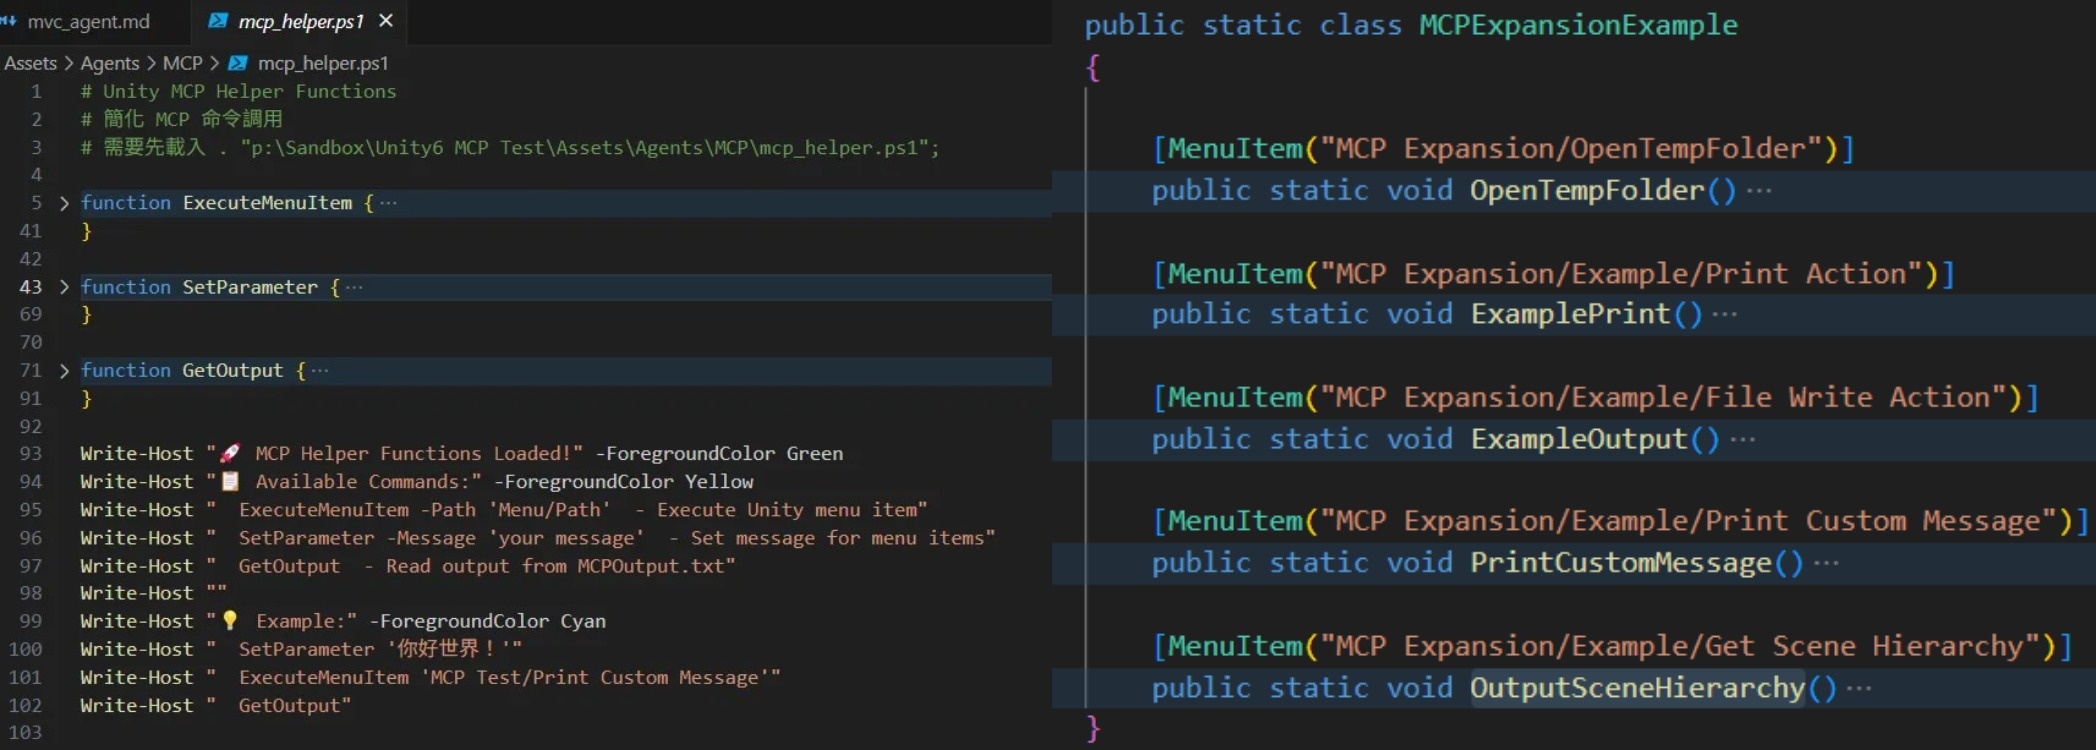 mvc_agent.md
mcp_helper.ps1
Assets > Agents > MCP > mcp_helper.ps1
1 # Unity MCP Helper Functions
2 # 簡化 MCP 命令調用
3 # 需要先載入 . "p:\Sandbox\Unity6 MCP Test\Assets\Agents\MCP\mcp_helper.ps1";
4
5 > function ExecuteMenuItem { ···
41 }
42
43 > function SetParameter { ···
69 }
70
71 > function GetOutput { ···
91 }
92
93 Write-Host "🚀 MCP Helper Functions Loaded!" -ForegroundColor Green
94 Write-Host "📋 Available Commands:" -ForegroundColor Yellow
95 Write-Host "  ExecuteMenuItem -Path 'Menu/Path'  - Execute Unity menu item"
96 Write-Host "  SetParameter -Message 'your message'  - Set message for menu items"
97 Write-Host "  GetOutput  - Read output from MCPOutput.txt"
98 Write-Host ""
99 Write-Host "💡 Example:" -ForegroundColor Cyan
100 Write-Host "  SetParameter '你好世界！'"
101 Write-Host "  ExecuteMenuItem 'MCP Test/Print Custom Message'"
102 Write-Host "  GetOutput"
103
public static class MCPExpansionExample
{
[MenuItem("MCP Expansion/OpenTempFolder")]
public static void OpenTempFolder() ···
[MenuItem("MCP Expansion/Example/Print Action")]
public static void ExamplePrint() ···
[MenuItem("MCP Expansion/Example/File Write Action")]
public static void ExampleOutput() ···
[MenuItem("MCP Expansion/Example/Print Custom Message")]
public static void PrintCustomMessage() ···
[MenuItem("MCP Expansion/Example/Get Scene Hierarchy")]
public static void OutputSceneHierarchy() ···
}